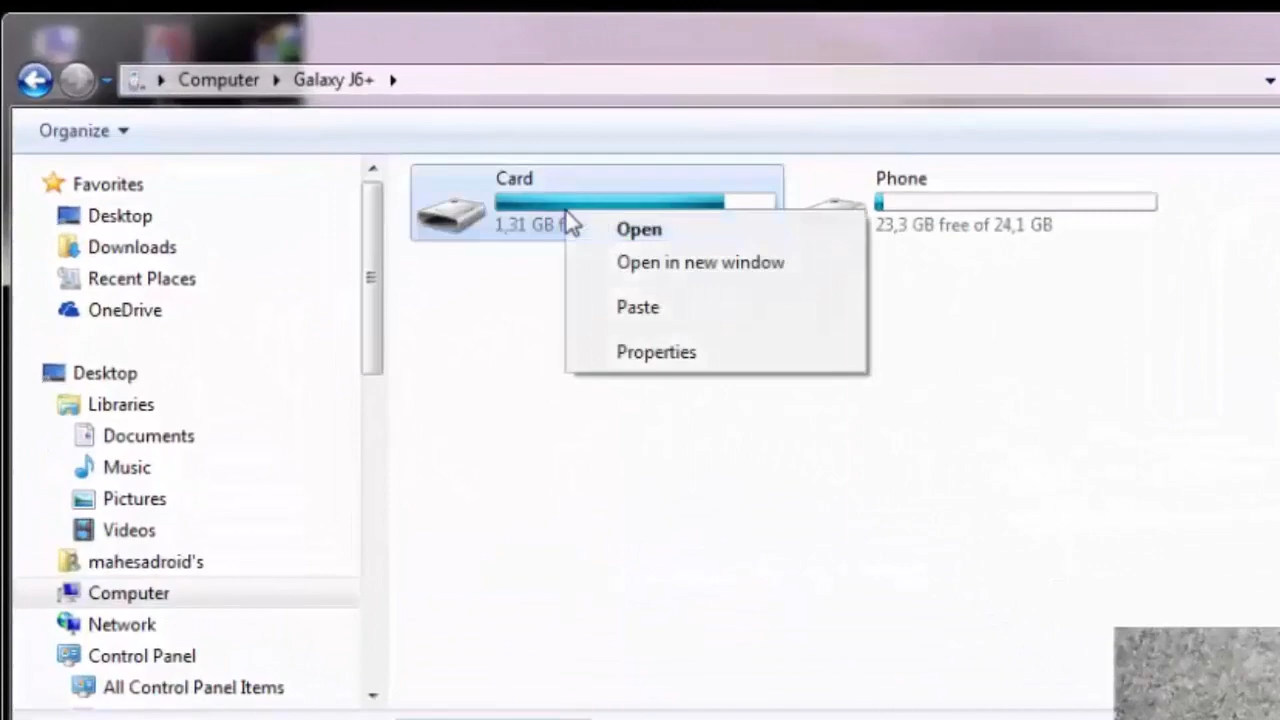 Computer Galaxy J6+
Organize
Favorites
Desktop
Downloads
Recent Places
OneDrive
Desktop
Libraries
Documents
Music
Pictures
Videos
mahesadroid's
Computer
Network
Control Panel
All Control Panel Items
Card
1,31 GB f
Phone
23,3 GB free of 24,1 GB
Open
Open in new window
Paste
Properties